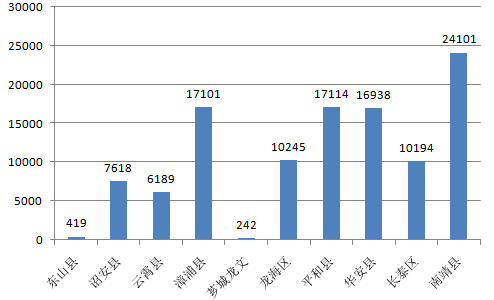 30000
25000
20000
15000
10000
5000
0
419
7618
6189
17101
242
10245
17114
16938
10194
24101
东山县
诏安县
云霄县
漳浦县
芗城龙文
龙海区
平和县
华安县
长泰区
南靖县